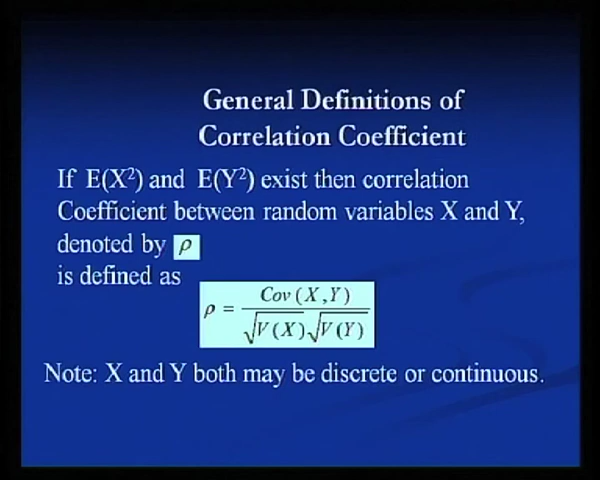 General Definitions of
Correlation Coefficient
If E(X²) and E(Y²) exist then correlation
Coefficient between random variables X and Y,
denoted by ρ
is defined as
ρ = Cov (X,Y) / √V(X) √V(Y)
Note: X and Y both may be discrete or continuous.